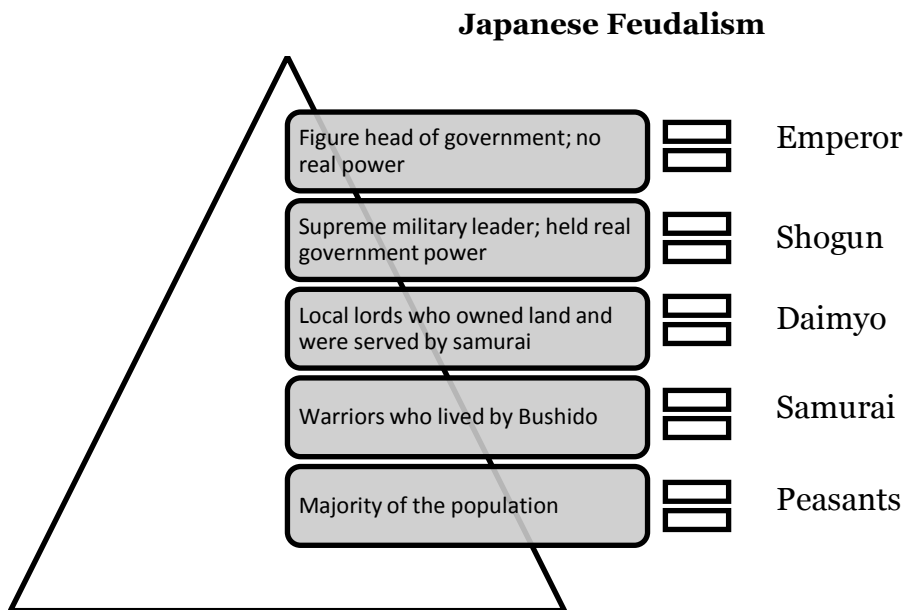 Japanese Feudalism
Figure head of government; no
real power
Emperor
Supreme military leader; held real
government power
Shogun
Local lords who owned land and
were served by samurai
Daimyo
Warriors who lived by Bushido
Samurai
Majority of the population
Peasants